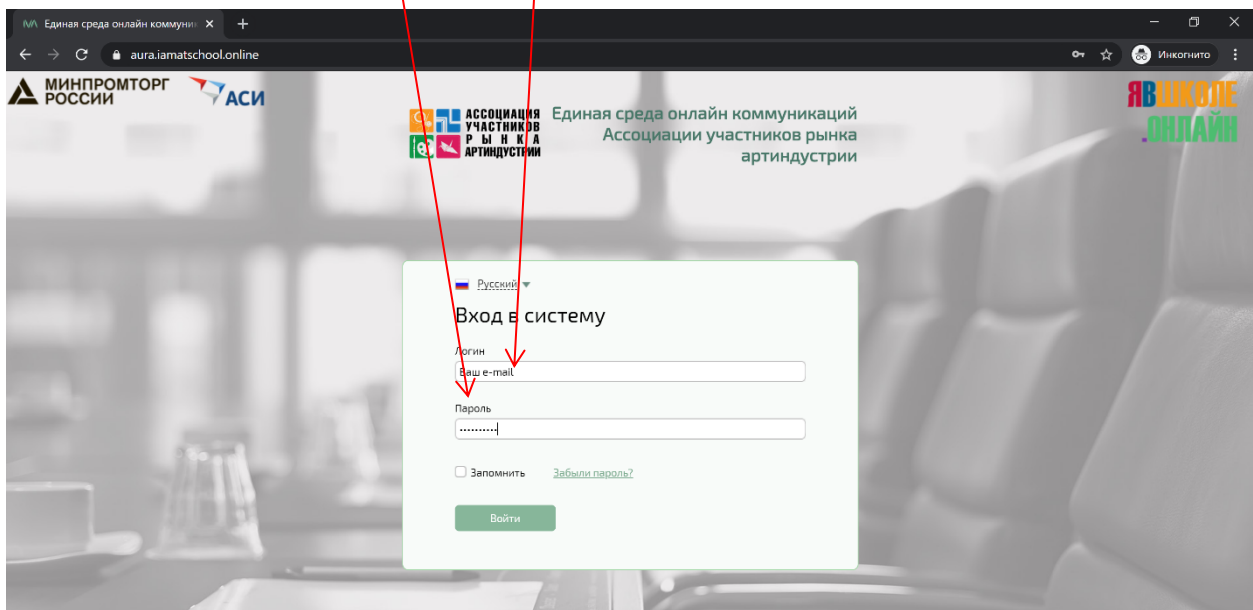 Единая среда онлайн коммуни
aura.iamatschool.online
Инкогнито
МИНПРОМТОРГ
РОССИИ
АСИ
АССОЦИАЦИЯ
УЧАСТНИКОВ
РЫНКА
АРТИНДУСТРИИ
Единая среда онлайн коммуникаций
Ассоциации участников рынка
артиндустрии
ЯВШКОЛЕ
.ОНЛАЙН
Русский
Вход в систему
Логин
Ваш e-mail
Пароль
Запомнить Забыли пароль?
Войти